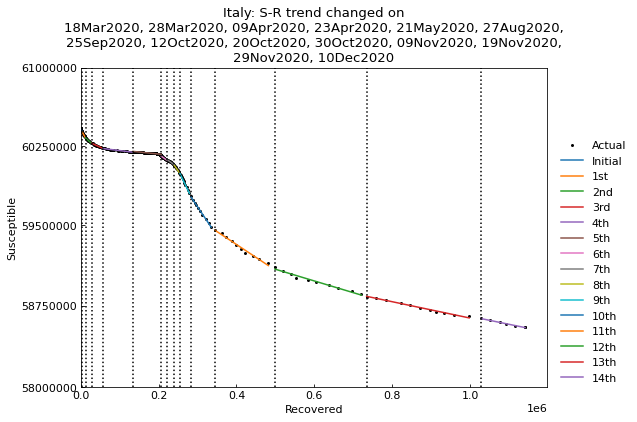 Italy: S-R trend changed on
18Mar2020, 28Mar2020, 09Apr2020, 23Apr2020, 21May2020, 27Aug2020,
25Sep2020, 12Oct2020, 20Oct2020, 30Oct2020, 09Nov2020, 19Nov2020,
29Nov2020, 10Dec2020
61000000
60250000
59500000
58750000
58000000
Susceptible
0.0
0.2
0.4
0.6
0.8
1.0
1e6
Recovered
Actual
Initial
1st
2nd
3rd
4th
5th
6th
7th
8th
9th
10th
11th
12th
13th
14th